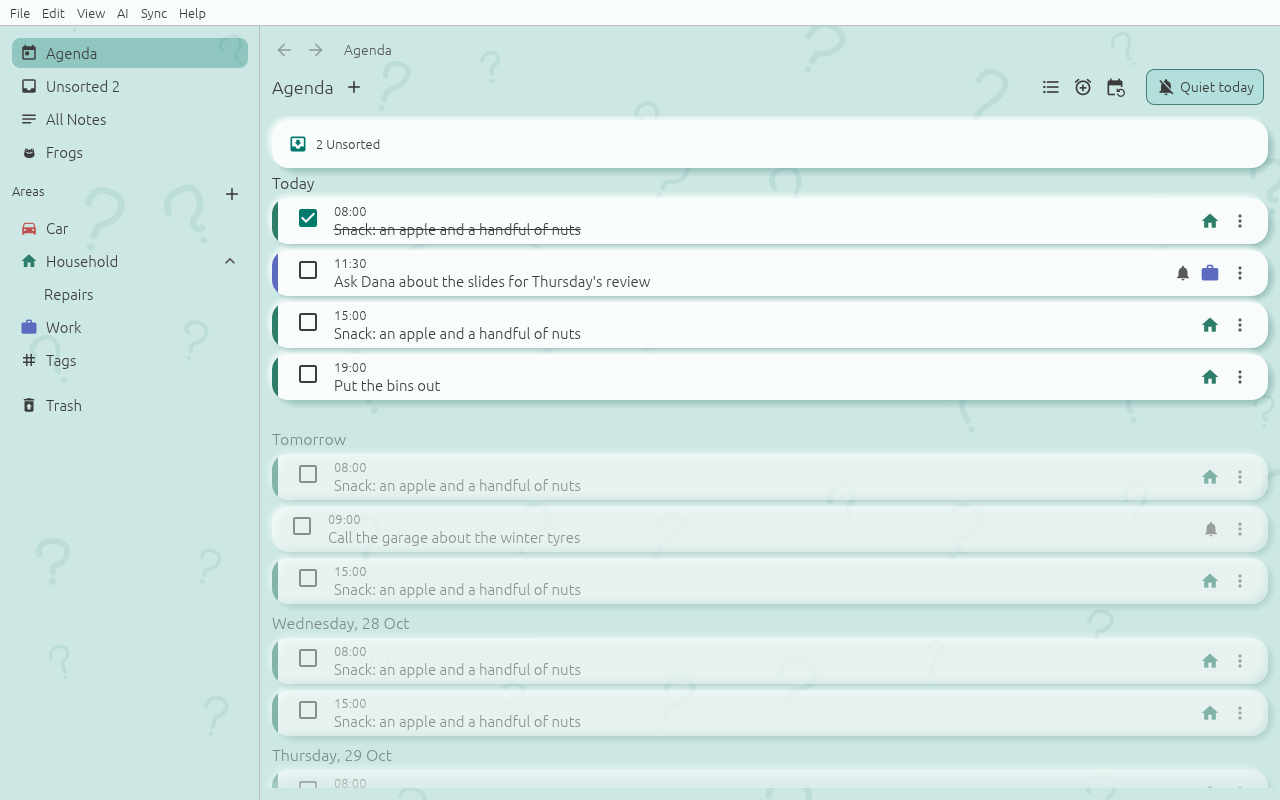 File Edit View AI Sync Help
Agenda
Unsorted 2
All Notes
Frogs
Areas
Car
Household
Repairs
Work
Tags
Trash
Agenda
Agenda
Quiet today
2 Unsorted
Today
08:00
Snack: an apple and a handful of nuts
11:30
Ask Dana about the slides for Thursday's review
15:00
Snack: an apple and a handful of nuts
19:00
Put the bins out
Tomorrow
08:00
Snack: an apple and a handful of nuts
09:00
Call the garage about the winter tyres
15:00
Snack: an apple and a handful of nuts
Wednesday, 28 Oct
08:00
Snack: an apple and a handful of nuts
15:00
Snack: an apple and a handful of nuts
Thursday, 29 Oct
08:00